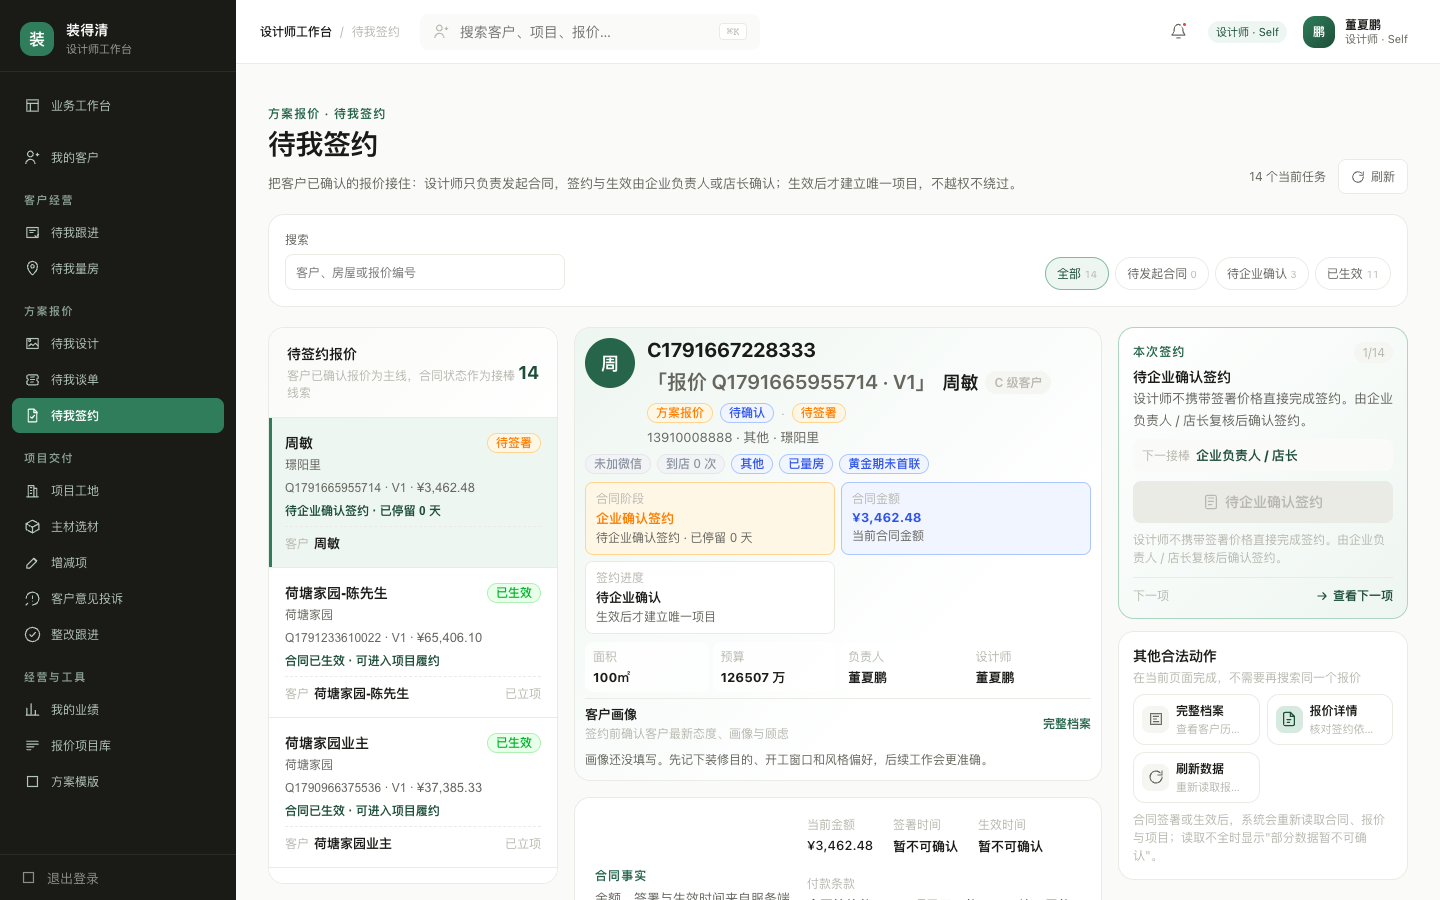 装
装得清
设计师工作台
业务工作台
我的客户
客户经营
待我跟进
待我量房
方案报价
待我设计
待我谈单
待我签约
项目交付
项目工地
主材选材
增减项
客户意见投诉
整改跟进
经营与工具
我的业绩
报价项目库
方案模版
退出登录
设计师工作台 / 待我签约
搜索客户、项目、报价...
⌘K
设计师 · Self
鹏
董夏鹏
设计师 · Self
方案报价 · 待我签约
待我签约
把客户已确认的报价接住：设计师只负责发起合同，签约与生效由企业负责人或店长确认；生效后才建立唯一项目，不越权不绕过。
14 个当前任务
刷新
搜索
客户、房屋或报价编号
全部 14
待发起合同 0
待企业确认 3
已生效 11
待签约报价
客户已确认报价为主线，合同状态作为接棒线索
14
周敏
待签署
璟阳里
Q1791665955714 · V1 · ¥3,462.48
待企业确认签约 · 已停留 0 天
客户 周敏
荷塘家园-陈先生
已生效
荷塘家园
Q1791233610022 · V1 · ¥65,406.10
合同已生效 · 可进入项目履约
客户 荷塘家园-陈先生
已立项
荷塘家园业主
已生效
荷塘家园
Q1790966375536 · V1 · ¥37,385.33
合同已生效 · 可进入项目履约
客户 荷塘家园业主
已立项
周
C1791667228333
「报价 Q1791665955714 · V1」 周敏 C 级客户
方案报价 待确认 · 待签署
13910008888 · 其他 · 璟阳里
未加微信 到店 0 次 其他 已量房 黄金期未首联
合同阶段
企业确认签约
待企业确认签约 · 已停留 0 天
合同金额
¥3,462.48
当前合同金额
签约进度
待企业确认
生效后才建立唯一项目
面积
100㎡
预算
126507 万
负责人
董夏鹏
设计师
董夏鹏
客户画像
签约前确认客户最新态度、画像与顾虑
完整档案
画像还没填写。先记下装修目的、开工窗口和风格偏好，后续工作会更准确。
合同事实
金额、签署与生效时间来自服务端
当前金额
¥3,462.48
签署时间
暂不可确认
生效时间
暂不可确认
付款条款
本次签约
1/14
待企业确认签约
设计师不携带签署价格直接完成签约。由企业负责人 / 店长复核后确认签约。
下一接棒 企业负责人 / 店长
待企业确认签约
设计师不携带签署价格直接完成签约。由企业负责人 / 店长复核后确认签约。
下一项
→ 查看下一项
其他合法动作
在当前页面完成，不需要再搜索同一个报价
完整档案
查看客户历...
报价详情
核对签约依...
刷新数据
重新读取报...
合同签署或生效后，系统会重新读取合同、报价与项目；读取不全时显示"部分数据暂不可确认"。